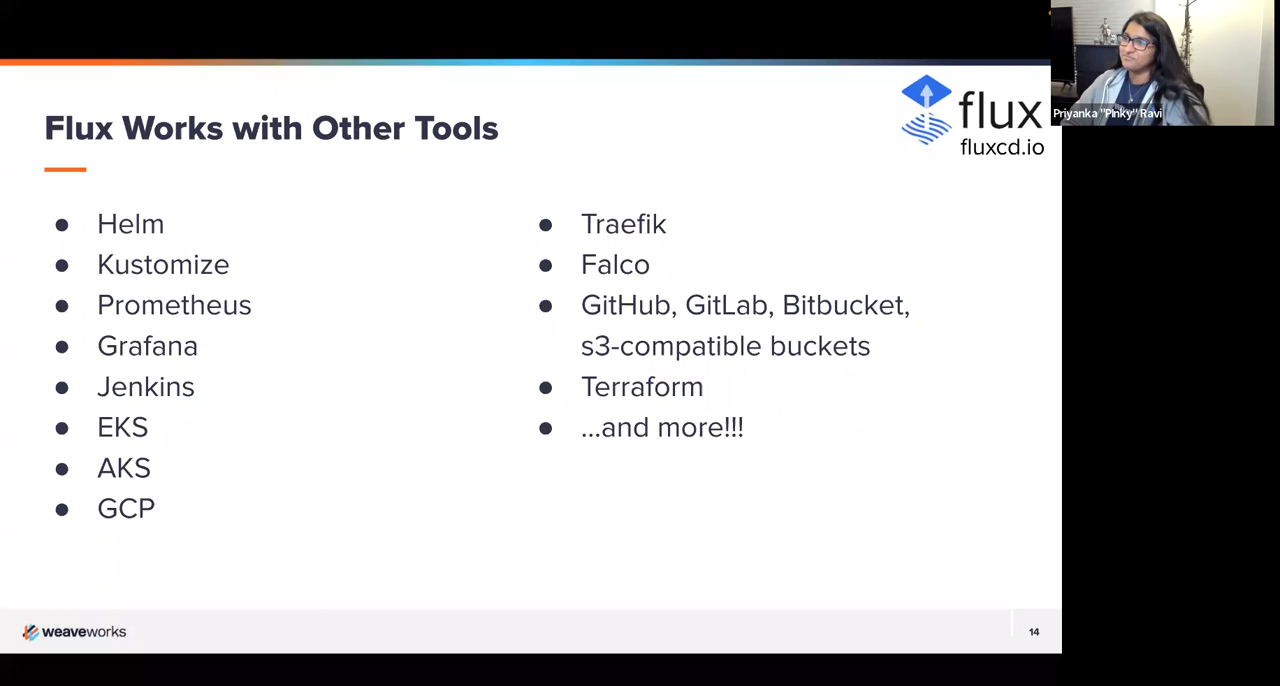 Flux Works with Other Tools
flux
fluxcd.io
Priyanka "Pinky" Ravi
● Helm
● Kustomize
● Prometheus
● Grafana
● Jenkins
● EKS
● AKS
● GCP
● Traefik
● Falco
● GitHub, GitLab, Bitbucket,
s3-compatible buckets
● Terraform
● ...and more!!!
weaveworks
14